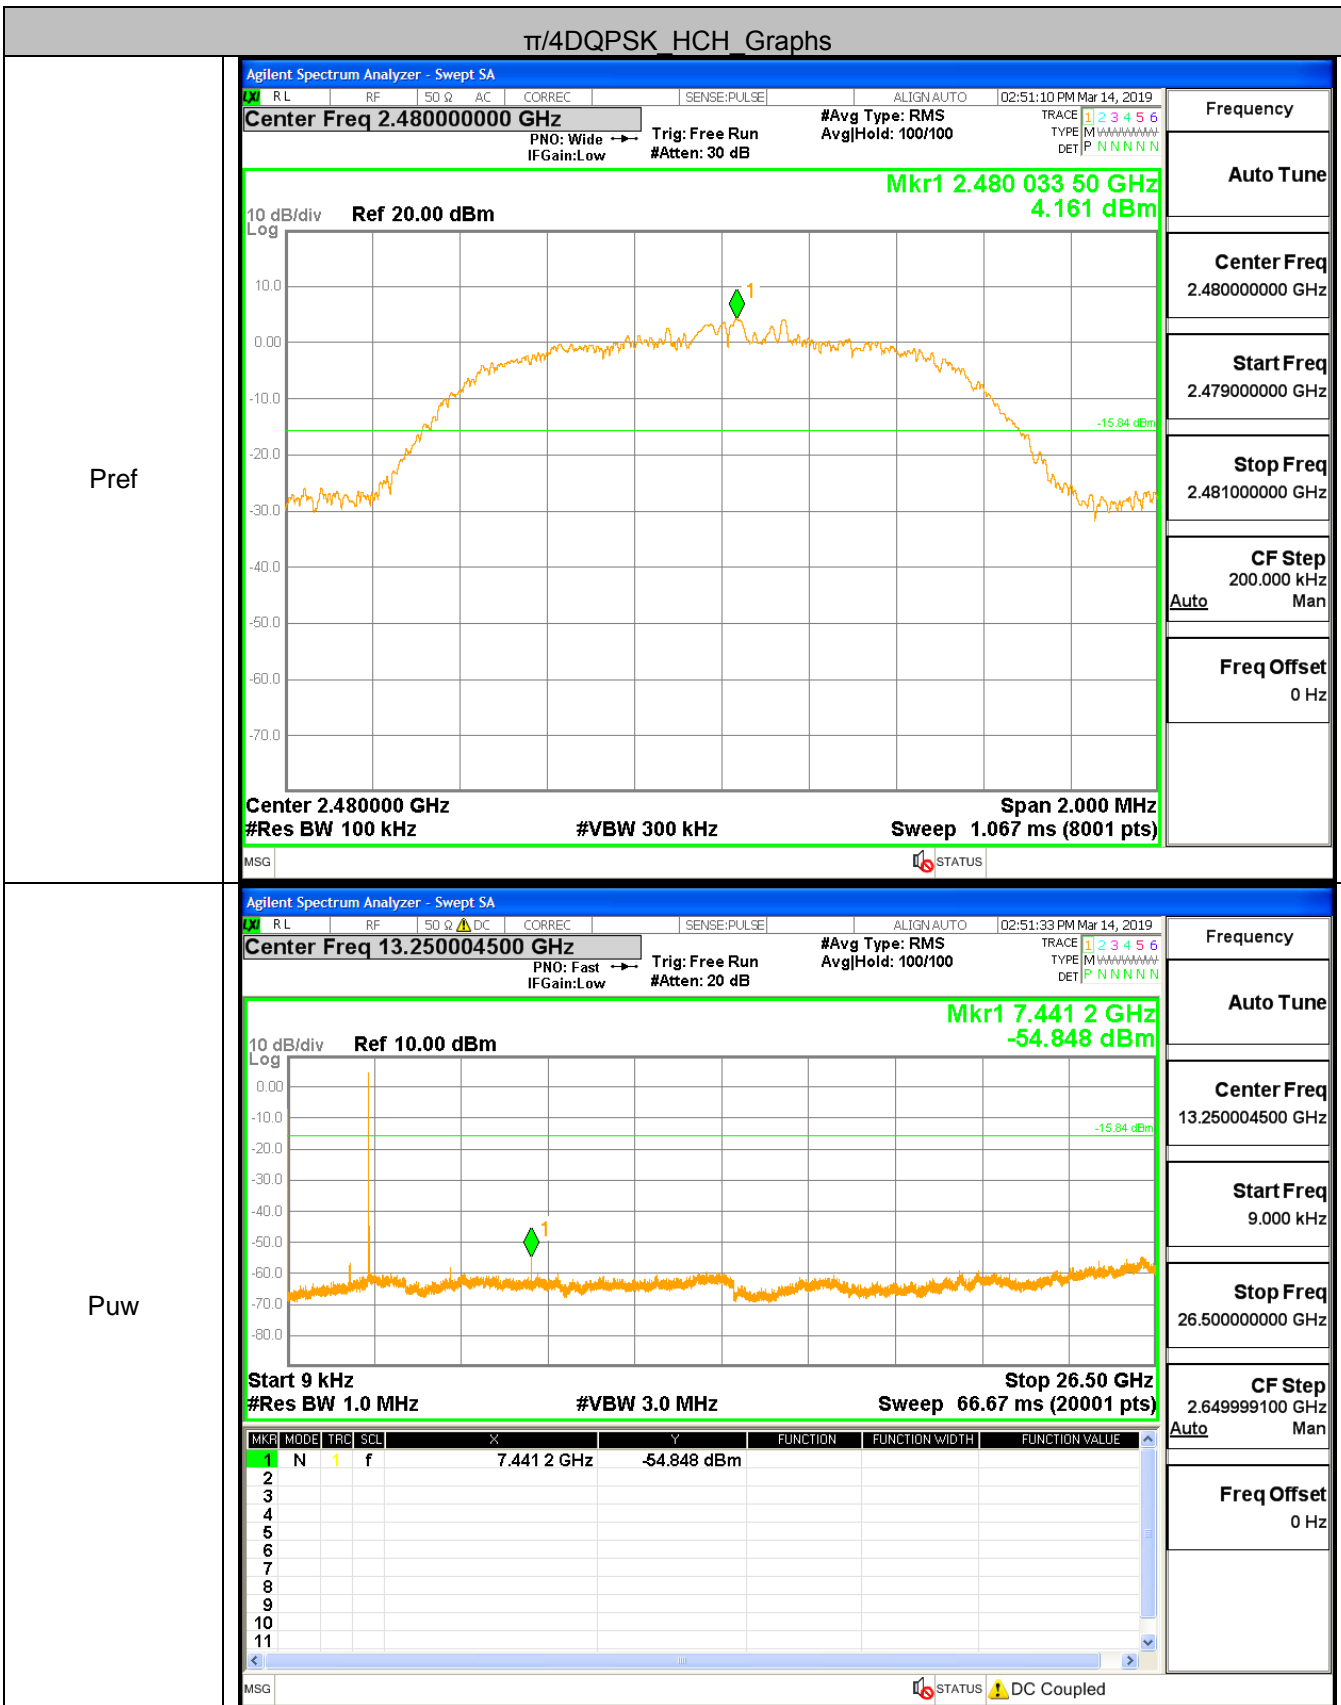 π/4DQPSK_HCH_Graphs
Pref
Agilent Spectrum Analyzer - Swept SA
LXI RL RF 50 Ω AC CORREC SENSE:PULSE ALIGN AUTO 02:51:10 PM Mar 14, 2019
Center Freq 2.480000000 GHz
PNO: Wide
IFGain:Low
Trig: Free Run
#Atten: 30 dB
#Avg Type: RMS
Avg|Hold: 100/100
TRACE 1 2 3 4 5 6
TYPE M
DET P N N N N N
Mkr1 2.480 033 50 GHz
4.161 dBm
10 dB/div Ref 20.00 dBm
Log
10.0
1
0.00
-10.0
-15.84 dBm
-20.0
-30.0
-40.0
-50.0
-60.0
-70.0
Center 2.480000 GHz Span 2.000 MHz
#Res BW 100 kHz #VBW 300 kHz Sweep 1.067 ms (8001 pts)
MSG STATUS
Frequency
Auto Tune
Center Freq
2.480000000 GHz
Start Freq
2.479000000 GHz
Stop Freq
2.481000000 GHz
CF Step
200.000 kHz
Auto Man
Freq Offset
0 Hz
Puw
Agilent Spectrum Analyzer - Swept SA
LXI RL RF 50 Ω DC CORREC SENSE:PULSE ALIGN AUTO 02:51:33 PM Mar 14, 2019
Center Freq 13.250004500 GHz
PNO: Fast
IFGain:Low
Trig: Free Run
#Atten: 20 dB
#Avg Type: RMS
Avg|Hold: 100/100
TRACE 1 2 3 4 5 6
TYPE M
DET P N N N N N
Mkr1 7.441 2 GHz
-54.848 dBm
10 dB/div Ref 10.00 dBm
Log
0.00
-10.0
-15.84 dBm
-20.0
-30.0
-40.0
1
-50.0
-60.0
-70.0
-80.0
Start 9 kHz Stop 26.50 GHz
#Res BW 1.0 MHz #VBW 3.0 MHz Sweep 66.67 ms (20001 pts)
MKR MODE TRC SCL X Y FUNCTION FUNCTION WIDTH FUNCTION VALUE
1 N 1 f 7.441 2 GHz -54.848 dBm
2
3
4
5
6
7
8
9
10
11
MSG STATUS DC Coupled
Frequency
Auto Tune
Center Freq
13.250004500 GHz
Start Freq
9.000 kHz
Stop Freq
26.500000000 GHz
CF Step
2.649999100 GHz
Auto Man
Freq Offset
0 Hz